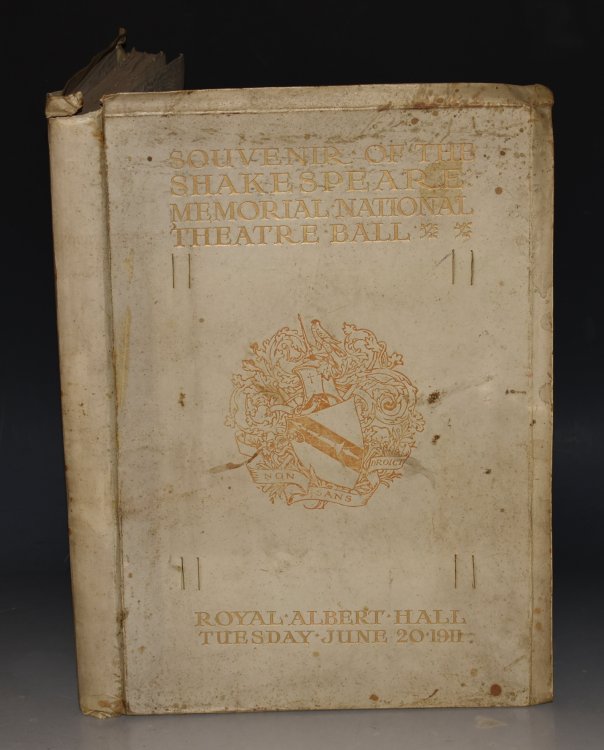 SOUVENIR OF THE
SHAKESPEARE
MEMORIAL NATIONAL
THEATRE · BALL
NON
SANS
DROICT
ROYAL · ALBERT · HALL
TUESDAY · JUNE 20 · 1911